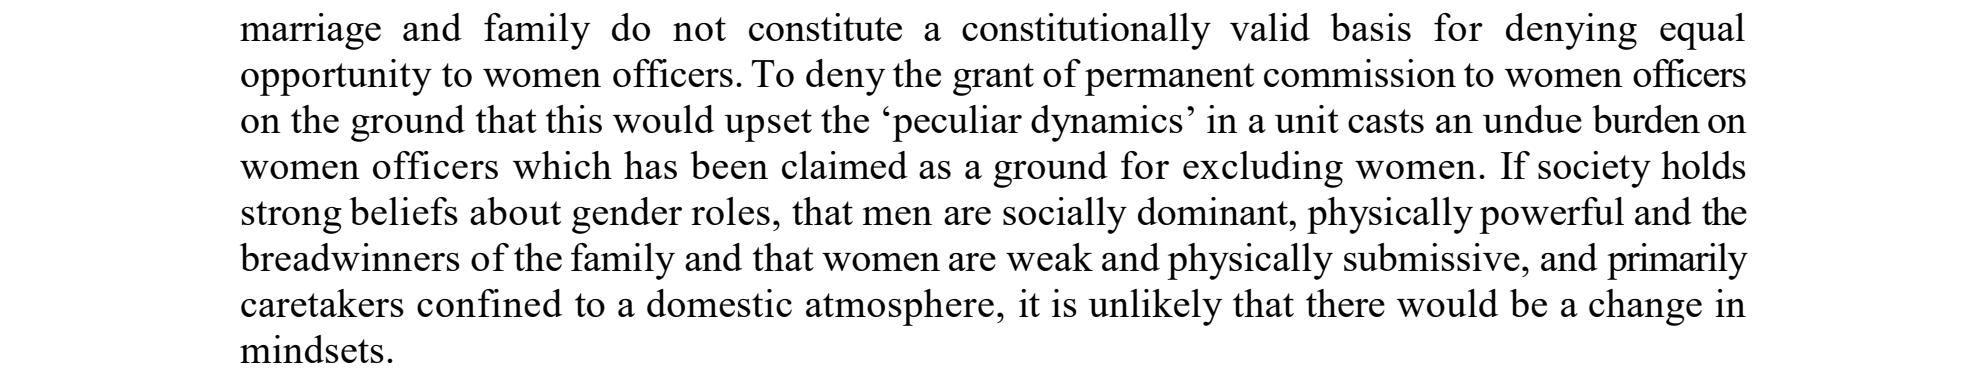 marriage and family do not constitute a constitutionally valid basis for denying equal
opportunity to women officers. To deny the grant of permanent commission to women officers
on the ground that this would upset the ‘peculiar dynamics’ in a unit casts an undue burden on
women officers which has been claimed as a ground for excluding women. If society holds
strong beliefs about gender roles, that men are socially dominant, physically powerful and the
breadwinners of the family and that women are weak and physically submissive, and primarily
caretakers confined to a domestic atmosphere, it is unlikely that there would be a change in
mindsets.